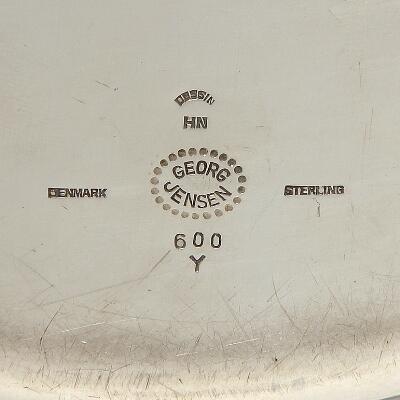 DESSIN
HN
GEORG
JENSEN
DENMARK
STERLING
600
Y